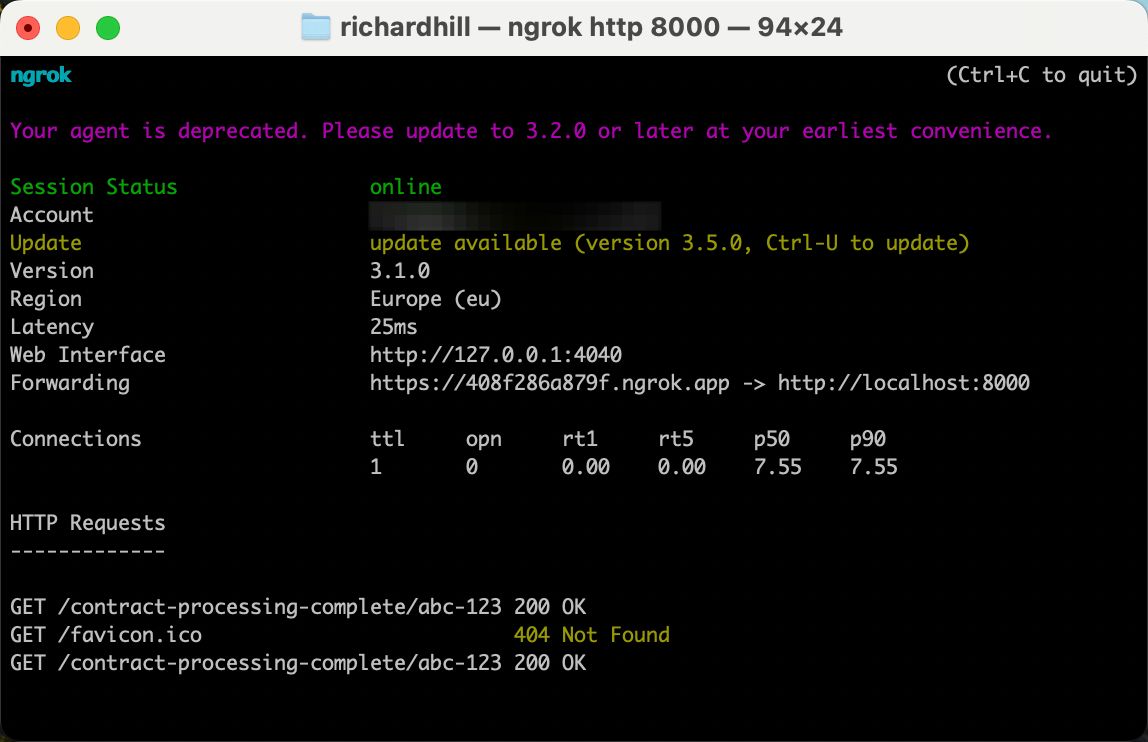 richardhill — ngrok http 8000 — 94×24
ngrok (Ctrl+C to quit)
Your agent is deprecated. Please update to 3.2.0 or later at your earliest convenience.
Session Status online
Account
Update update available (version 3.5.0, Ctrl-U to update)
Version 3.1.0
Region Europe (eu)
Latency 25ms
Web Interface http://127.0.0.1:4040
Forwarding https://408f286a879f.ngrok.app -> http://localhost:8000
Connections ttl opn rt1 rt5 p50 p90
1 0 0.00 0.00 7.55 7.55
HTTP Requests
-------------
GET /contract-processing-complete/abc-123 200 OK
GET /favicon.ico 404 Not Found
GET /contract-processing-complete/abc-123 200 OK